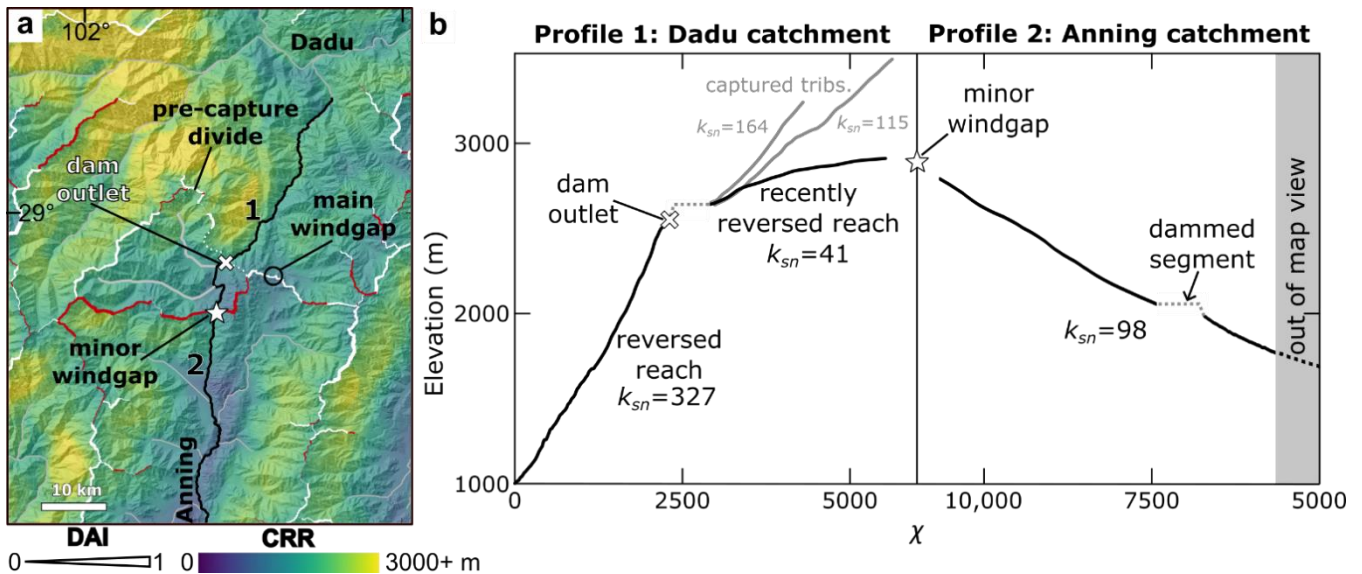 a
102°
Dadu
pre-capture
divide
dam
outlet
29°
1
main
windgap
minor
windgap
2
Anning
10 km
DAI
0
1
CRR
0
3000+ m
b
Profile 1: Dadu catchment
Profile 2: Anning catchment
captured tribs.
ksn=164
ksn=115
minor
windgap
dam
outlet
recently
reversed reach
ksn=41
dammed
segment
reversed
reach
ksn=327
ksn=98
out of map view
Elevation (m)
3000
2000
1000
0
2500
5000
10,000
7500
5000
χ